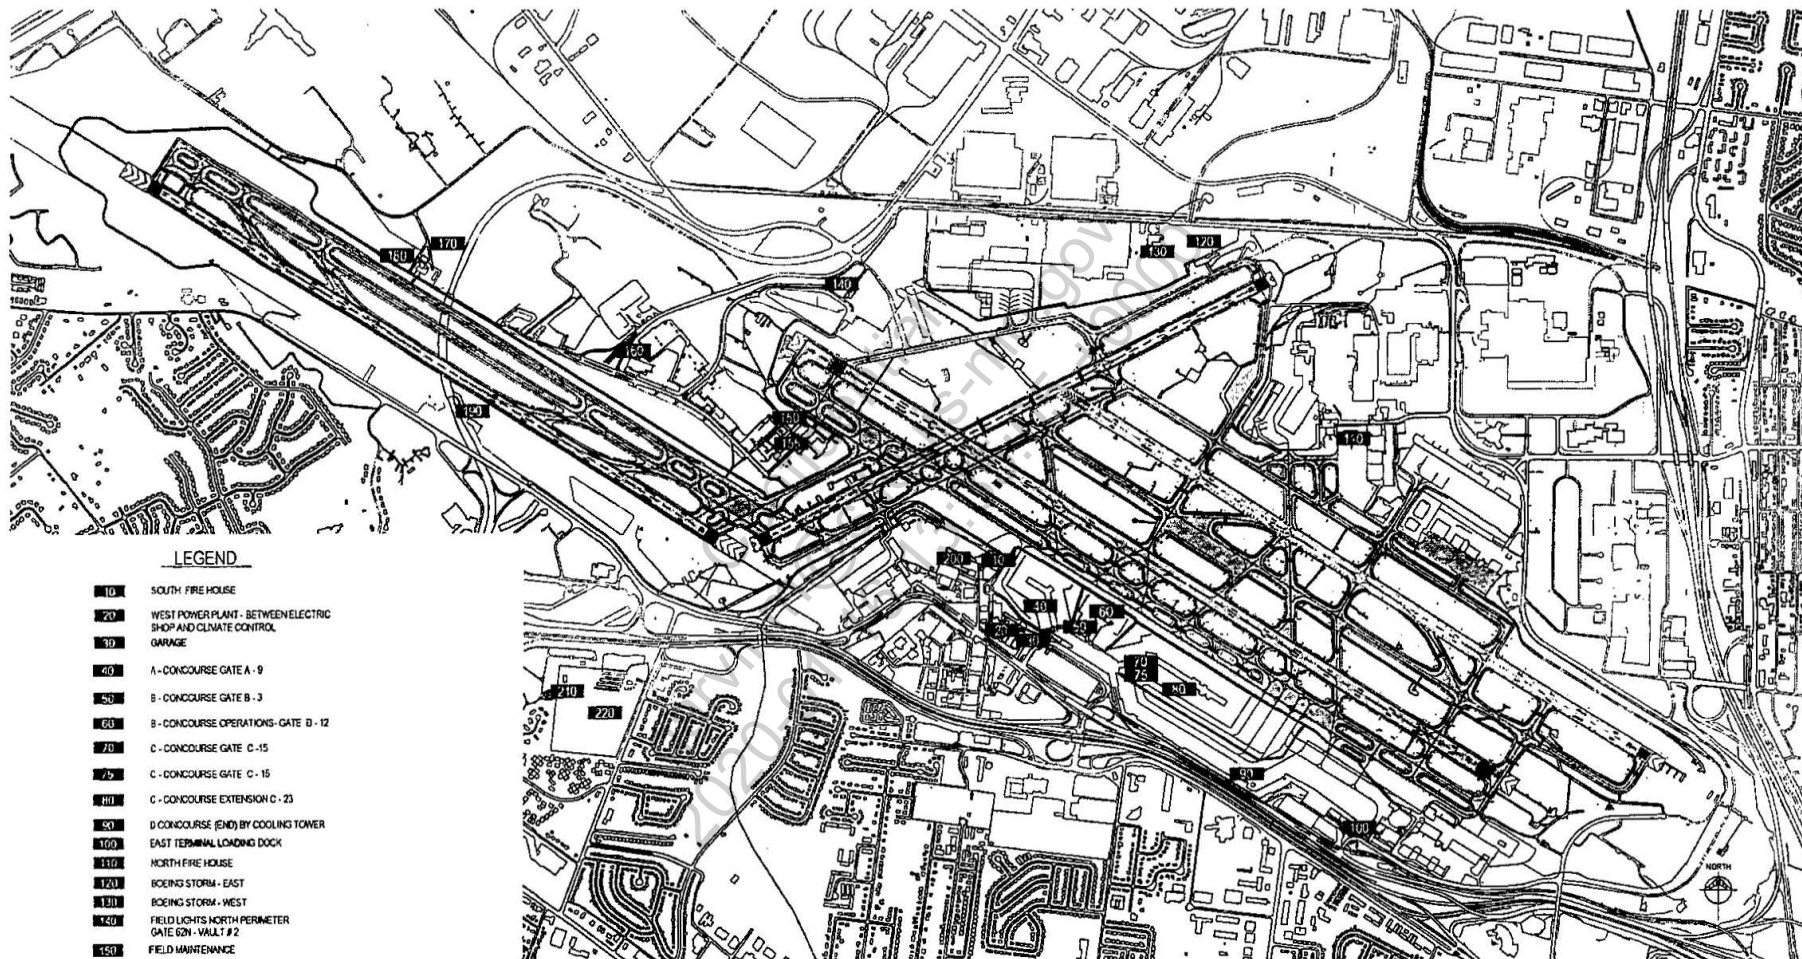 170
180
120
130
140
160
190
150
200
10
40
60
50
20
30
70
75
80
210
220
90
100
NORTH
LEGEND
10 SOUTH FIRE HOUSE
20 WEST POWER PLANT - BETWEEN ELECTRIC
SHOP AND CLIMATE CONTROL
30 GARAGE
40 A - CONCOURSE GATE A - 9
50 B - CONCOURSE GATE B - 3
60 B - CONCOURSE OPERATIONS - GATE B - 12
70 C - CONCOURSE GATE C - 15
75 C - CONCOURSE GATE C - 15
80 C - CONCOURSE EXTENSION C - 23
90 D CONCOURSE (END) BY COOLING TOWER
100 EAST TERMINAL LOADING DOCK
110 NORTH FIRE HOUSE
120 BOEING STORM - EAST
130 BOEING STORM - WEST
140 FIELD LIGHTS NORTH PERIMETER
GATE 62N - VAULT # 2
150 FIELD MAINTENANCE